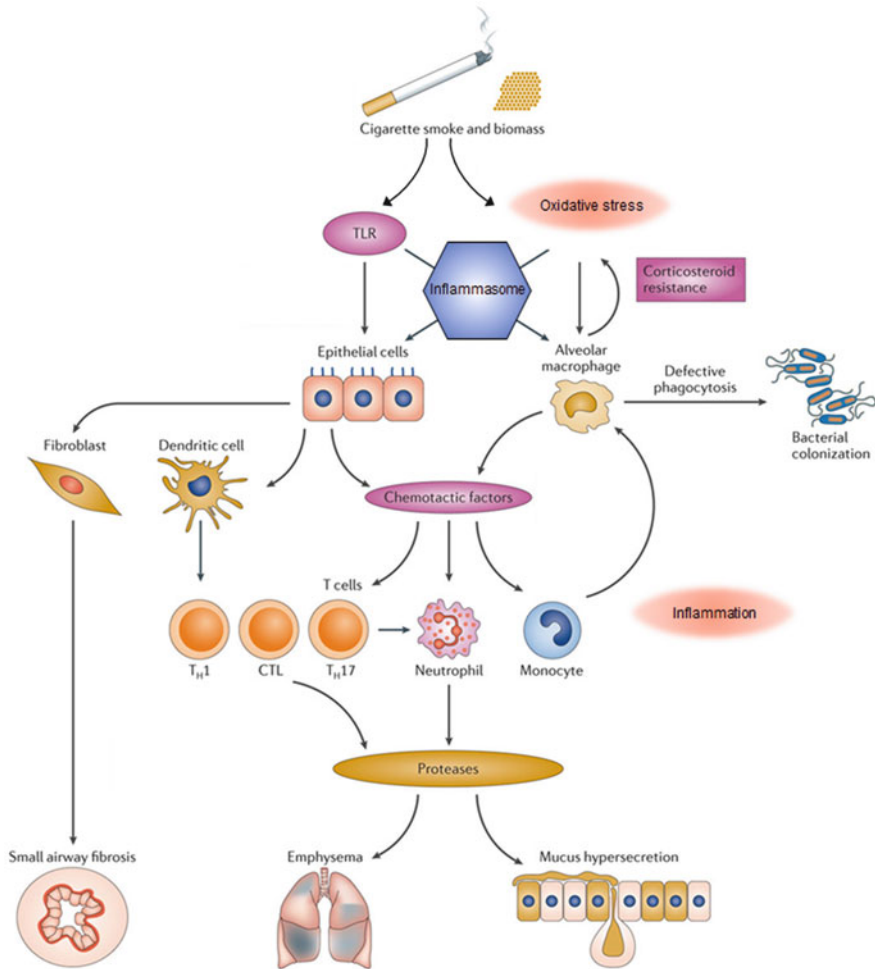 Cigarette smoke and biomass
Oxidative stress
TLR
Inflammasome
Corticosteroid
resistance
Epithelial cells
Alveolar
macrophage
Defective
phagocytosis
Bacterial
colonization
Fibroblast
Dendritic cell
Chemotactic factors
T cells
Inflammation
TH1
CTL
TH17
Neutrophil
Monocyte
Proteases
Small airway fibrosis
Emphysema
Mucus hypersecretion